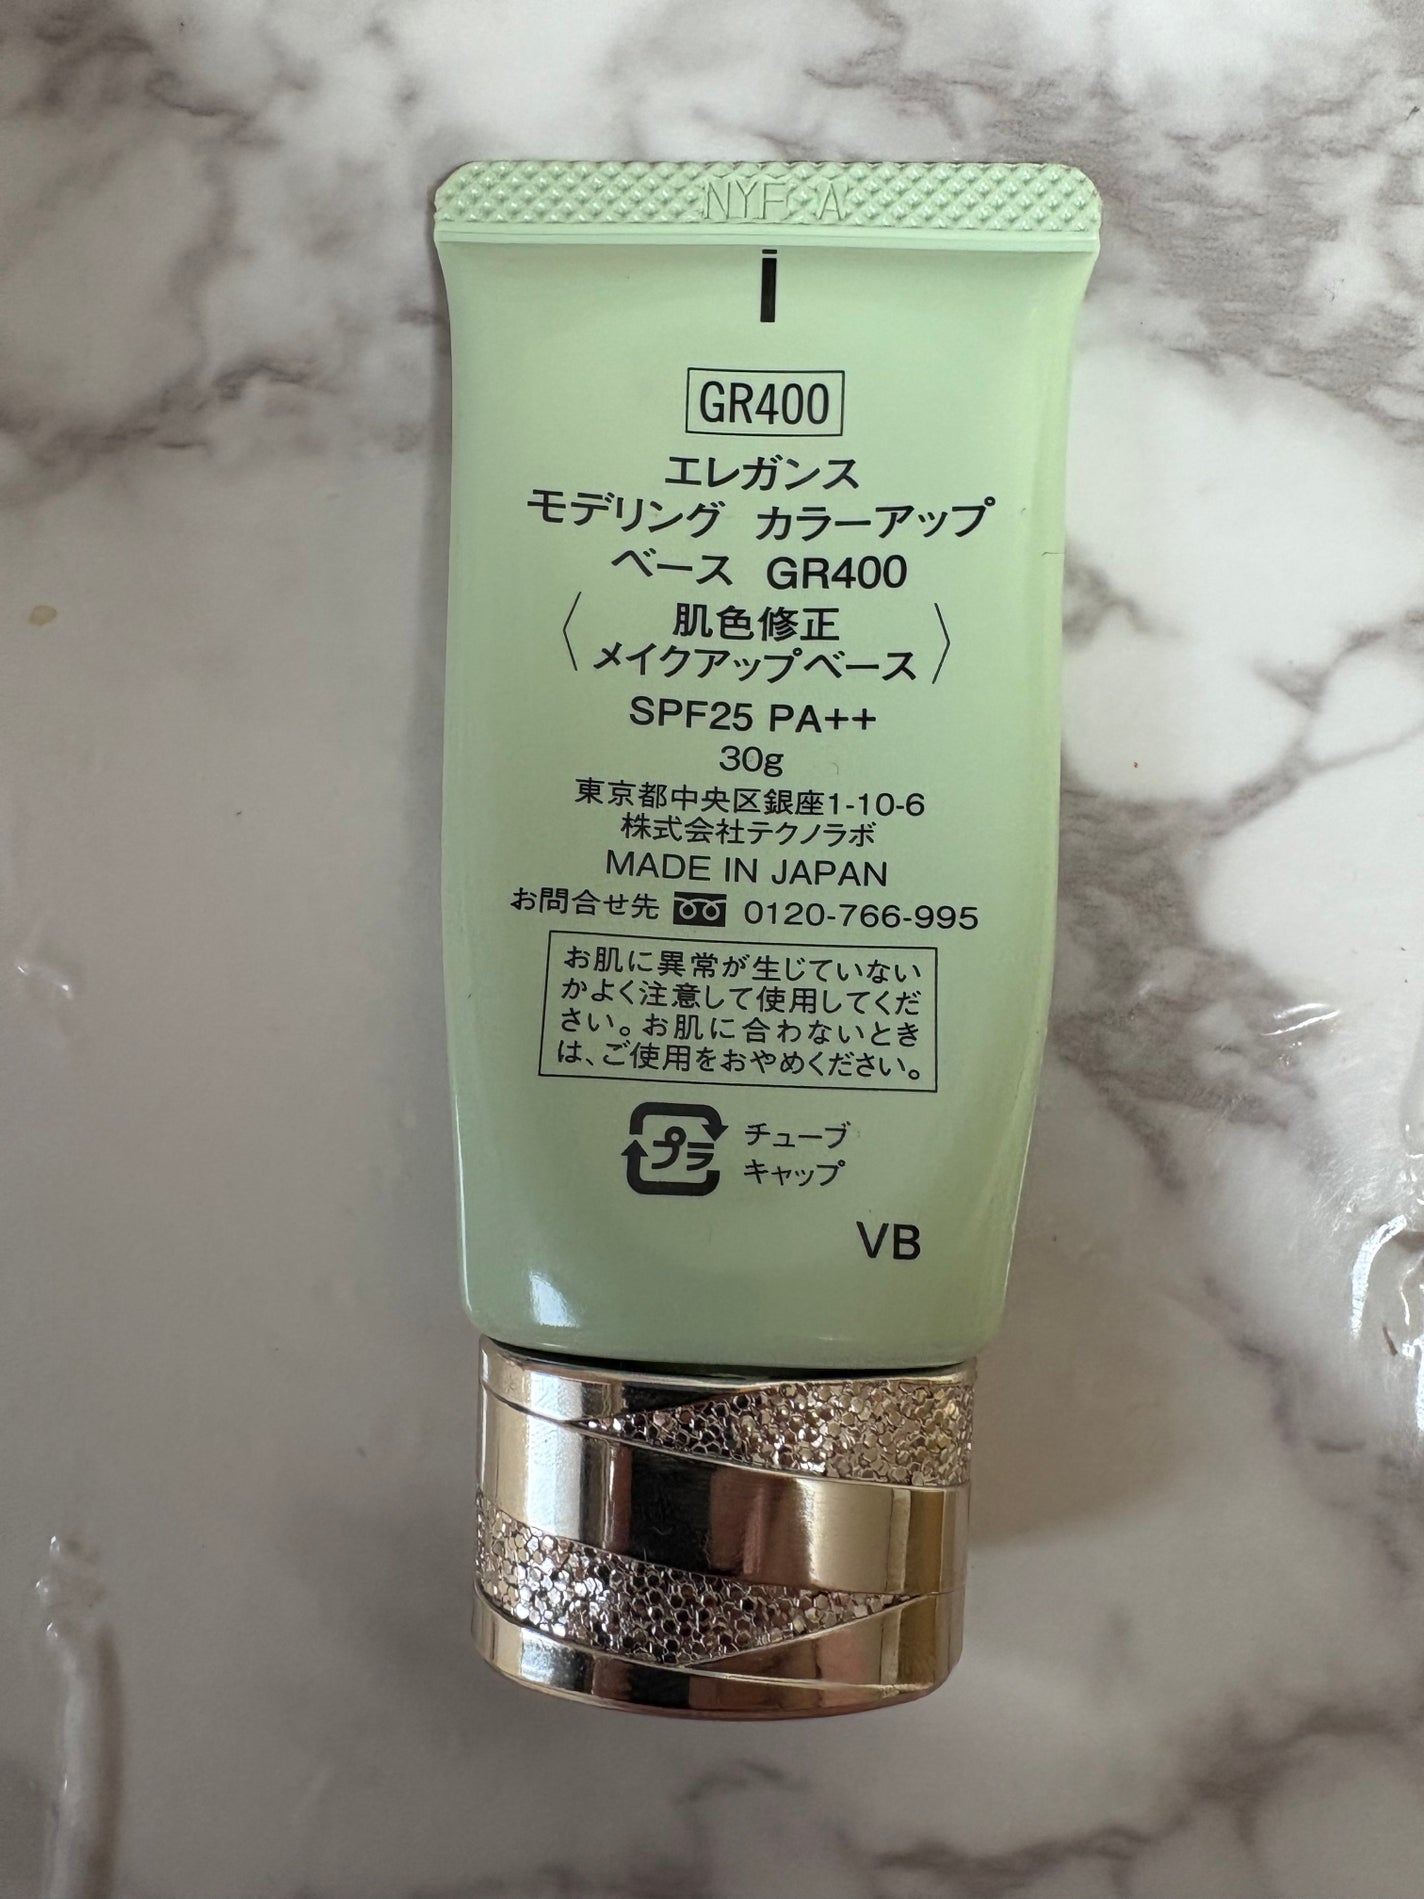 GR400
エレガンス
モデリング カラーアップ
ベース GR400
〈肌色修正
メイクアップベース〉
SPF25 PA++
30g
東京都中央区銀座1-10-6
株式会社テクノラボ
MADE IN JAPAN
お問合せ先 0120-766-995
お肌に異常が生じていない
かよく注意して使用してくだ
さい。お肌に合わないとき
は、ご使用をおやめください。
プラ チューブ
キャップ
VB